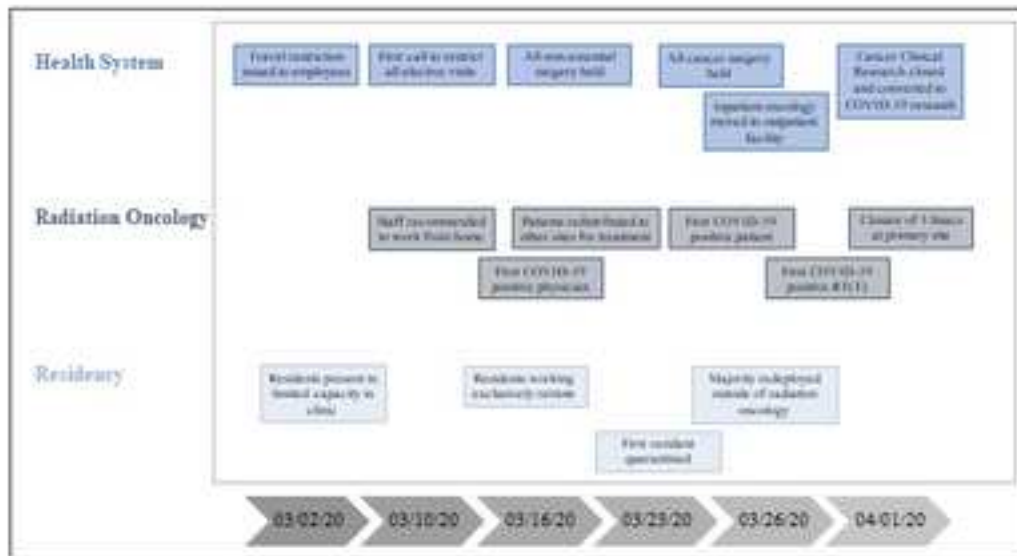 Health System
Travel restriction
issued to employees
First call to restrict
all elective visits
All non-essential
surgery held
All cancer surgery
held
Inpatient oncology
moved to outpatient
facility
Cancer Clinical
Research closed
and converted to
COVID-19 research
Radiation Oncology
Staff recommended
to work from home
Patients redistributed to
other sites for treatment
First COVID-19
positive patient
Closure of
at primary site
First COVID-19
positive physician
First COVID-19
positive
Residency
Residents present in
limited capacity in
clinic
Residents working
exclusively remote
Majority redeployed
outside of radiation
oncology
First resident
quarantined
03/02/20
03/10/20
03/16/20
03/23/20
03/26/20
04/01/20